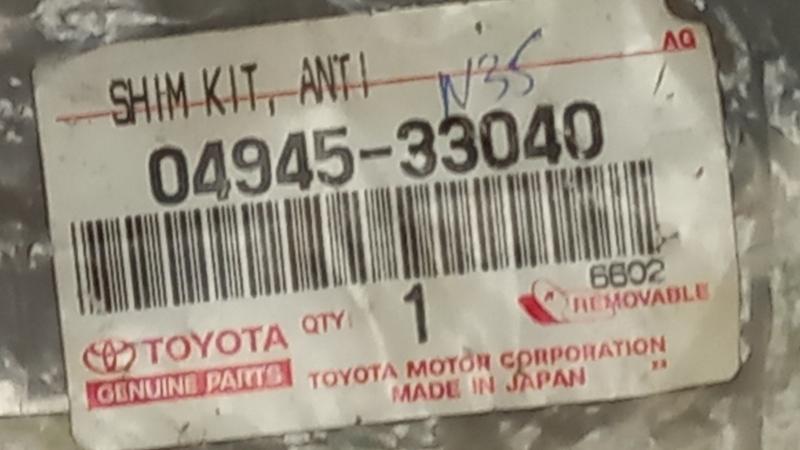 AQ
SHIM KIT, ANTI
N35
04945-33040
6602
REMOVABLE
QTY: 1
TOYOTA
GENUINE PARTS
TOYOTA MOTOR CORPORATION
MADE IN JAPAN